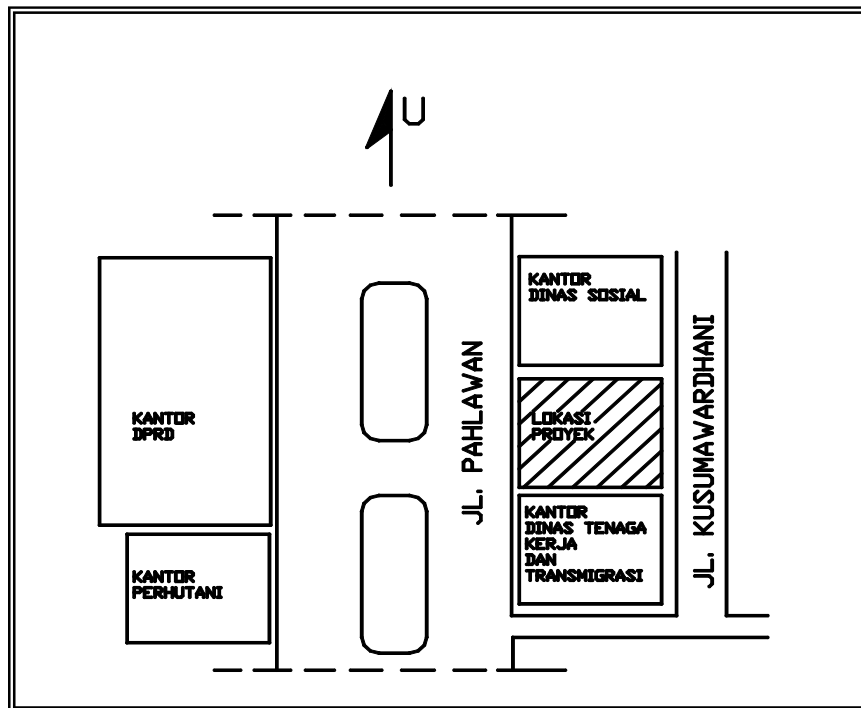 U
KANTOR
DINAS SOSIAL
KANTOR
DPRD
JL. PAHLAWAN
LOKASI
PROYEK
JL. KUSUMAWARDHANI
KANTOR
DINAS TENAGA
KERJA
DAN
TRANSMIGRASI
KANTOR
PERHUTANI